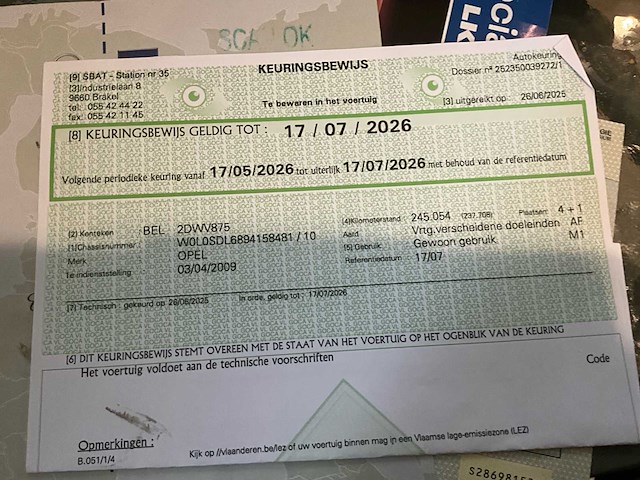 SCA OK
cia
LK
KEURINGSBEWIJS
Autokeuring
[9] SBAT - Station nr 35
Dossier n° 252350039272/1
[3]Industrielaan 8
9660 Brakel
tel: 055 42 44 22
fax: 055 42 11 45
Te bewaren in het voertuig
[3] uitgereikt op 26/06/2025
[8] KEURINGSBEWIJS GELDIG TOT : 17 / 07 / 2026
Volgende periodieke keuring vanaf 17/05/2026 tot uiterlijk 17/07/2026 met behoud van de referentiedatum
[2] Kenteken BEL 2DWV875
[4]Kilometerstand 245.054 (237.708) Plaatsen 4 + 1
[1]Chassisnummer: W0L0SDL6894158481 / 10
Aard Vrtg.verscheidene doeleinden AF
Merk OPEL
[5] Gebruik Gewoon gebruik M1
1e indienststelling 03/04/2009
Referentiedatum 17/07
[7] Technisch : gekeurd op 26/06/2025 In orde, geldig tot : 17/07/2026
[6] DIT KEURINGSBEWIJS STEMT OVEREEN MET DE STAAT VAN HET VOERTUIG OP HET OGENBLIK VAN DE KEURING
Het voertuig voldoet aan de technische voorschriften
Code
Opmerkingen :
B.051/1/4
Kijk op //vlaanderen.be/lez of uw voertuig binnen mag in een Vlaamse lage-emissiezone (LEZ)